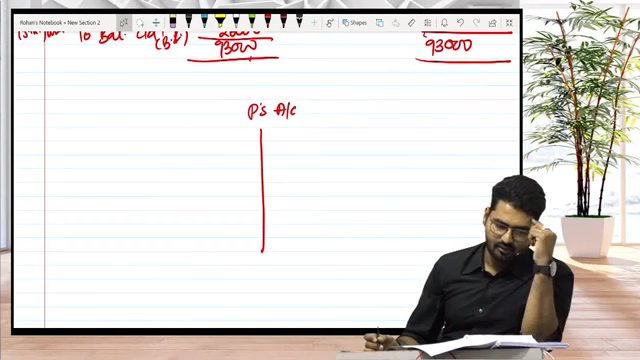 Rohan's Notebook • New Section 2
Shapes
To Bal. c/d
(B.F)
93000
93000
P's A/c